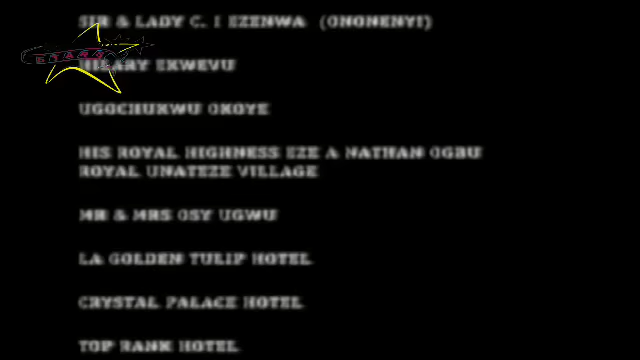 SIR & LADY C. I EZENWA (ONONENYI)
HILARY EKWEVU
UGOCHUKWU OKOYE
HIS ROYAL HIGHNESS EZE A NATHAN OGBU
ROYAL UNATEZE VILLAGE
MR & MRS OSY UGWU
LA GOLDEN TULIP HOTEL
CRYSTAL PALACE HOTEL
TOP RANK HOTEL